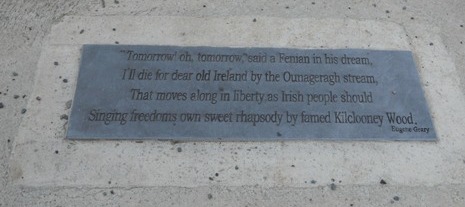 "'Tomorrow' oh, 'tomorrow,' said a Fenian in his dream,
I'll die for dear old Ireland by the Ounageragh stream,
That moves along in liberty,as Irish people should
Singing freedoms own sweet rhapsody by famed Kilclooney Wood.
Eugene Geary